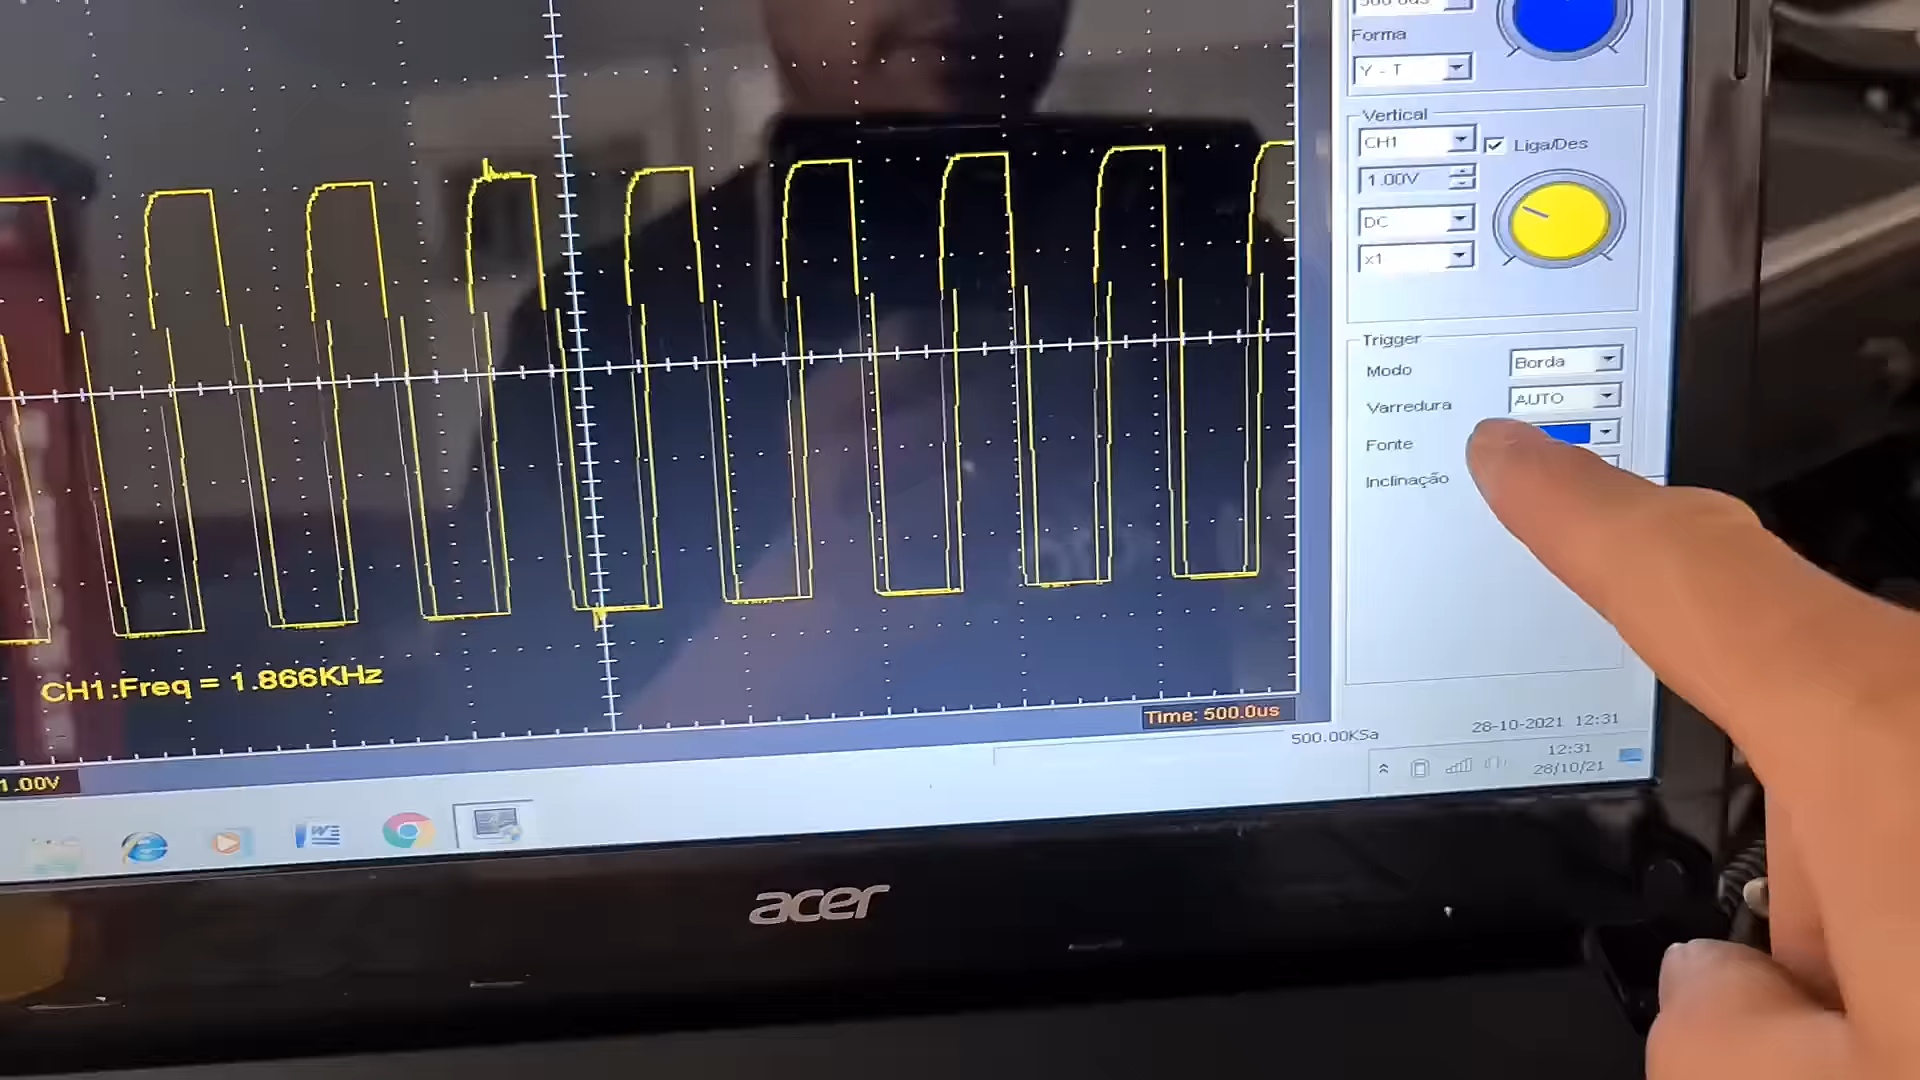 Forma
Y - T
Vertical
CH1
Liga/Des
1.00V
DC
x1
Trigger
Modo
Borda
Varredura
AUTO
Fonte
Inclinação
CH1:Freq = 1.866KHz
Time: 500.0us
1.00V
500.00KSa
28-10-2021 12:31
12:31
28/10/21
acer